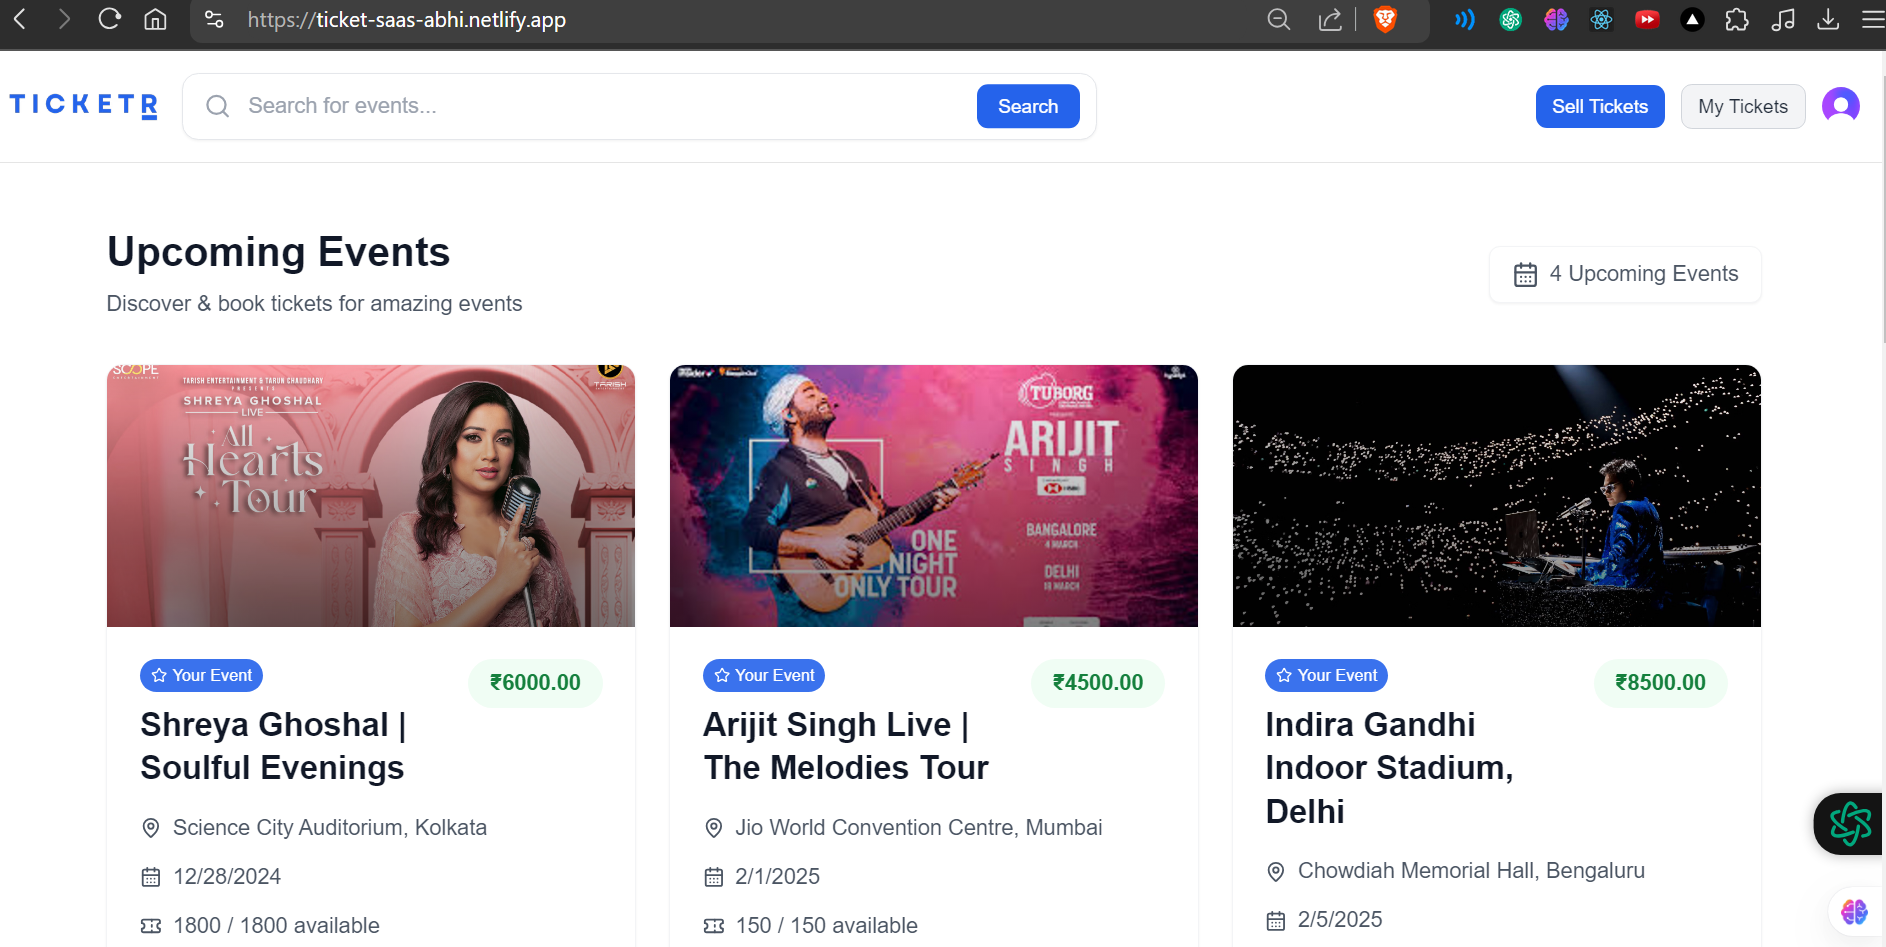 https://ticket-saas-abhi.netlify.app
TICKETR
Search for events...
Search
Sell Tickets
My Tickets
Upcoming Events
Discover & book tickets for amazing events
4 Upcoming Events
SCOPE
TARISH ENTERTAINMENT & TARUN CHAUDHARY
PRESENTS
SHREYA GHOSHAL
LIVE
All
Hearts
Tour
TARISH
TUBORG
ARIJIT
SINGH
HSBC
BANGALORE
4 MARCH
DELHI
18 MARCH
ONE
NIGHT
ONLY TOUR
Your Event
₹6000.00
Shreya Ghoshal |
Soulful Evenings
Science City Auditorium, Kolkata
12/28/2024
1800 / 1800 available
Your Event
₹4500.00
Arijit Singh Live |
The Melodies Tour
Jio World Convention Centre, Mumbai
2/1/2025
150 / 150 available
Your Event
₹8500.00
Indira Gandhi
Indoor Stadium,
Delhi
Chowdiah Memorial Hall, Bengaluru
2/5/2025